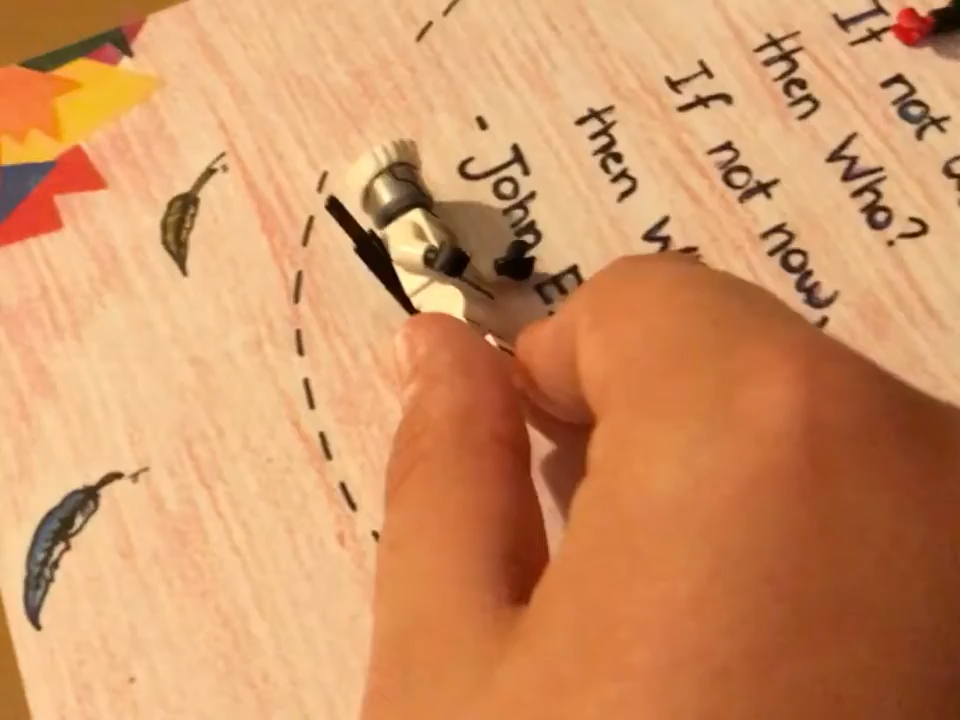 If not
then Who?
If not now,
then
- John E.